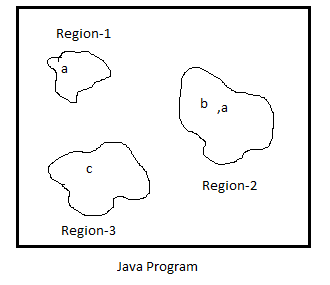 Region-1
a
b ,a
c
Region-2
Region-3
Java Program